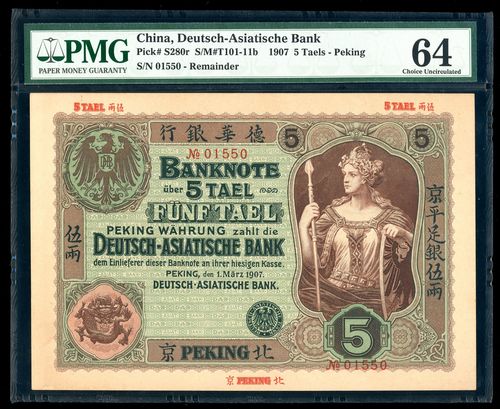 PMG
PAPER MONEY GUARANTY
China, Deutsch-Asiatische Bank
Pick# S280r S/M#T101-11b 1907 5 Taels - Peking
S/N 01550 - Remainder
64
Choice Uncirculated
5 TAEL 兩伍
5 TAEL 兩伍
行銀華德
5
5
№ 01550
BANKNOTE
über 5 TAEL
FÜNF TAEL
PEKING WÄHRUNG zahlt die
DEUTSCH-ASIATISCHE BANK
dem Einlieferer dieser Banknote an ihrer hiesigen Kasse.
PEKING, den 1. März 1907.
DEUTSCH-ASIATISCHE BANK.
伍兩
京平足銀伍兩
5
№ 01550
京 PEKING 北
京 PEKING 北